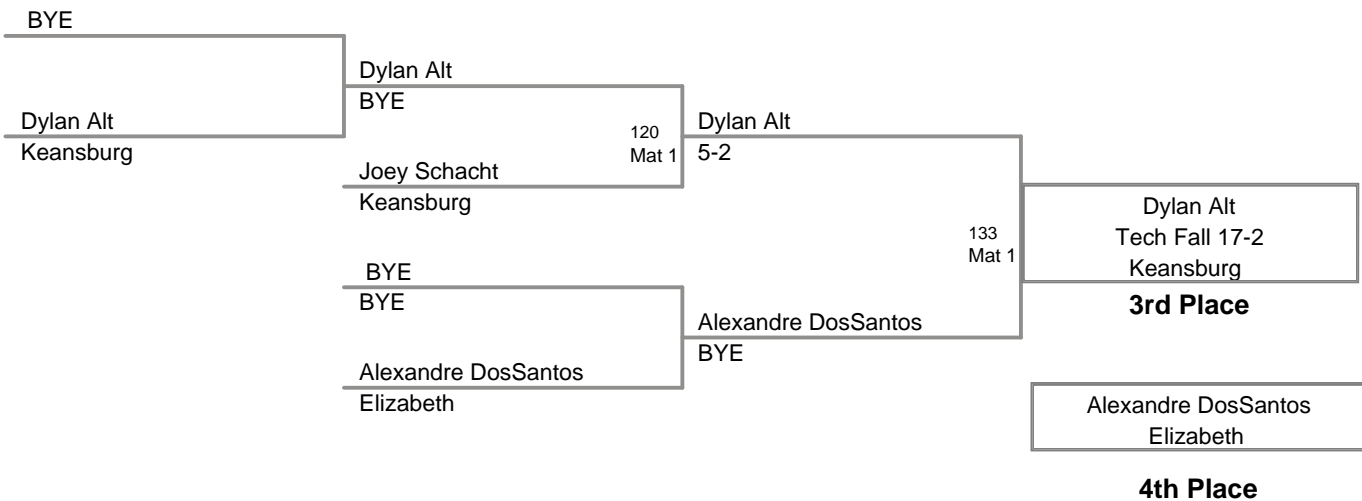 BYE
Dylan Alt
Keansburg
Dylan Alt
BYE
Joey Schacht
Keansburg
120
Mat 1
Dylan Alt
5-2
BYE
BYE
Alexandre DosSantos
Elizabeth
Alexandre DosSantos
BYE
133
Mat 1
Dylan Alt
Tech Fall 17-2
Keansburg
3rd Place
Alexandre DosSantos
Elizabeth
4th Place